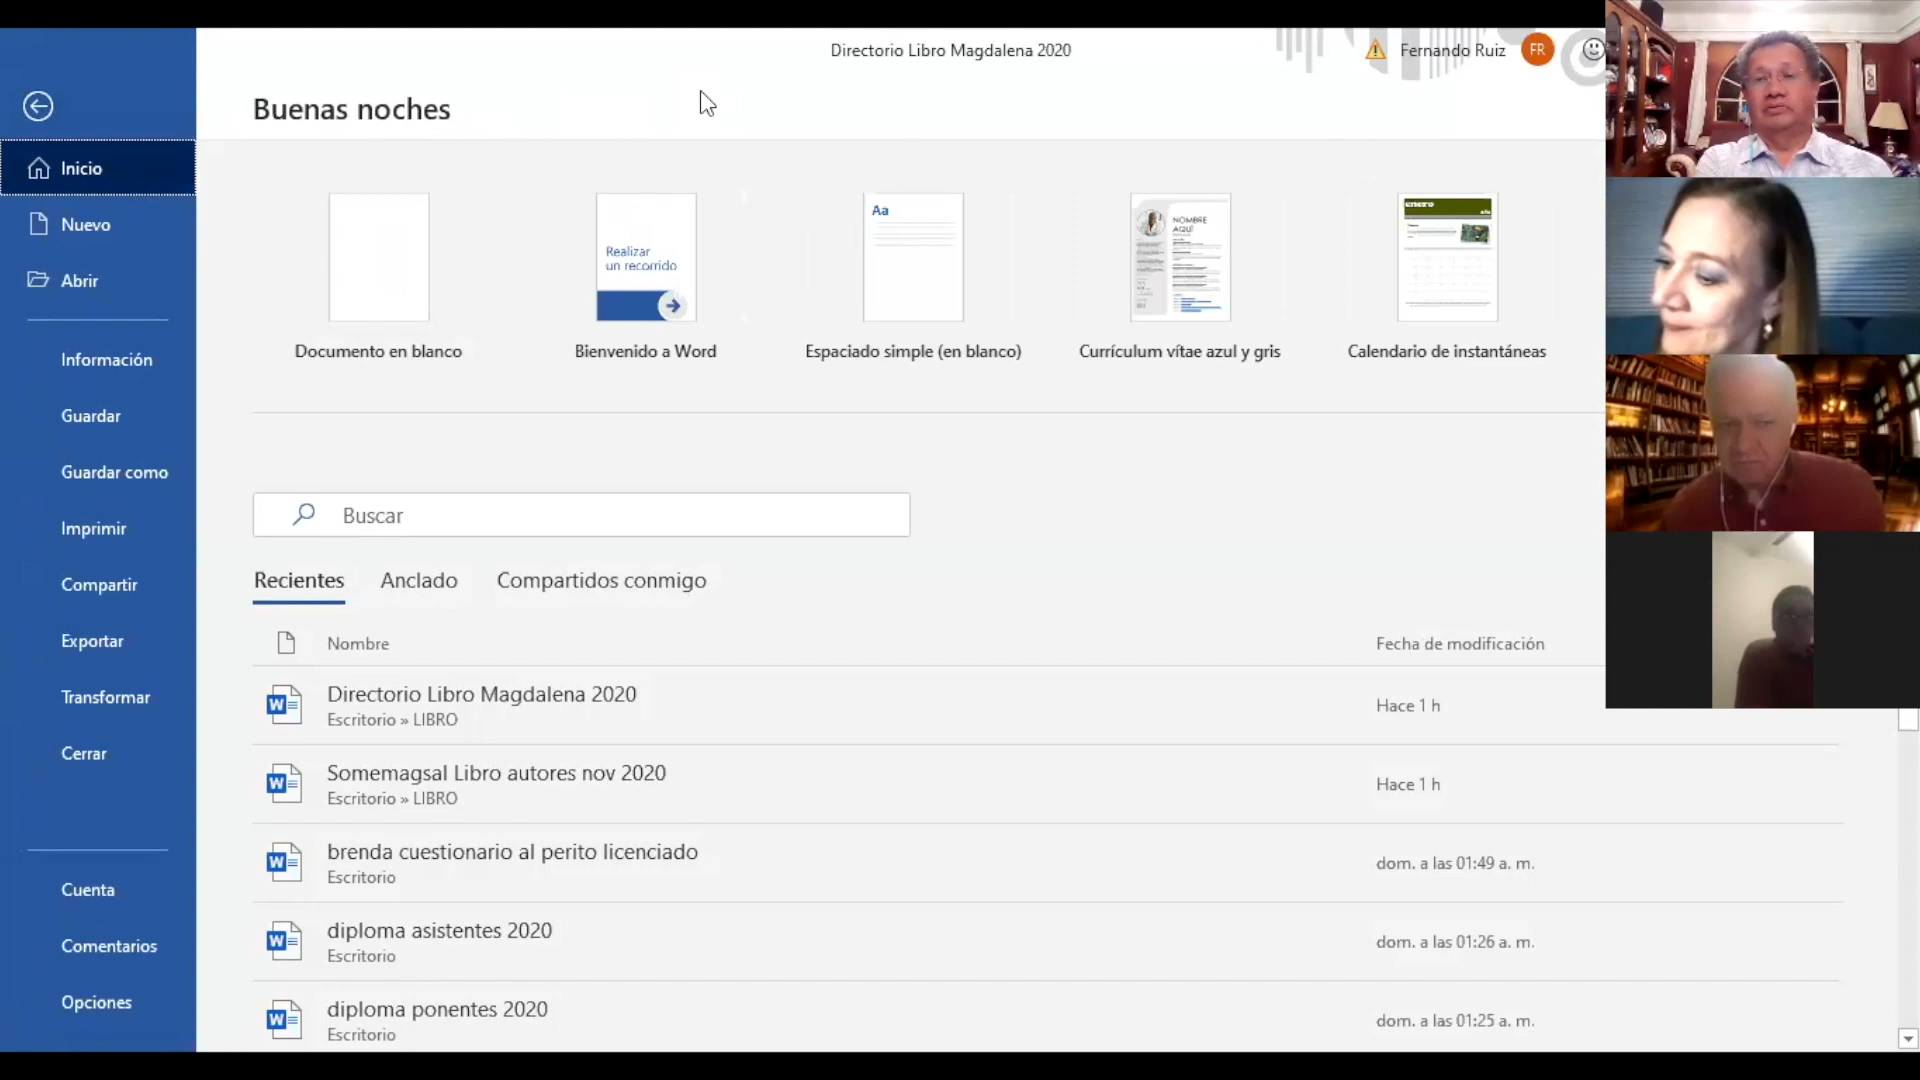 Directorio Libro Magdalena 2020
Fernando Ruiz
FR
Buenas noches
Inicio
Nuevo
Abrir
Información
Guardar
Guardar como
Imprimir
Compartir
Exportar
Transformar
Cerrar
Cuenta
Comentarios
Opciones
Realizar
un recorrido
Aa
NOMBRE
AQUÍ
enero
Documento en blanco
Bienvenido a Word
Espaciado simple (en blanco)
Currículum vítae azul y gris
Calendario de instantáneas
Buscar
Recientes Anclado Compartidos conmigo
Nombre Fecha de modificación
Directorio Libro Magdalena 2020
Escritorio » LIBRO
Hace 1 h
Somemagsal Libro autores nov 2020
Escritorio » LIBRO
Hace 1 h
brenda cuestionario al perito licenciado
Escritorio
dom. a las 01:49 a. m.
diploma asistentes 2020
Escritorio
dom. a las 01:26 a. m.
diploma ponentes 2020
Escritorio
dom. a las 01:25 a. m.